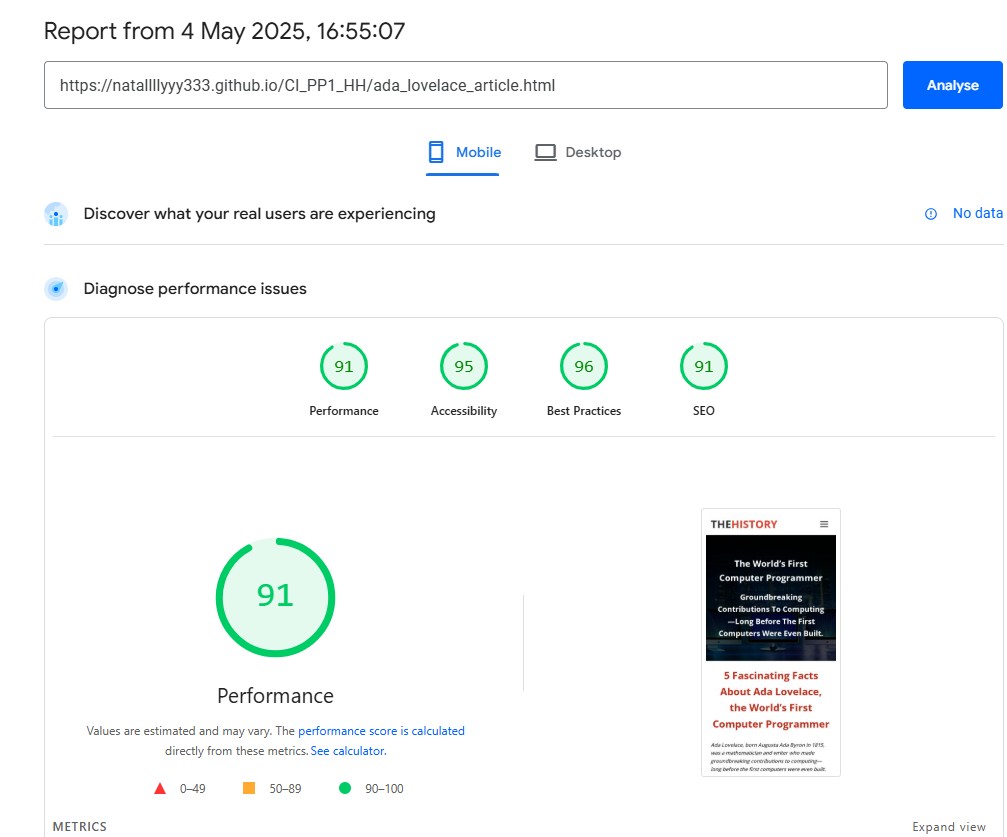 Report from 4 May 2025, 16:55:07
https://natallllyyy333.github.io/CI_PP1_HH/ada_lovelace_article.html
Analyse
Mobile
Desktop
Discover what your real users are experiencing
No data
Diagnose performance issues
91
95
96
91
Performance
Accessibility
Best Practices
SEO
91
Performance
Values are estimated and may vary. The performance score is calculated
directly from these metrics. See calculator.
0–49
50–89
90–100
THEHISTORY
The World's First
Computer Programmer
Groundbreaking
Contributions To Computing
—Long Before The First
Computers Were Even Built.
5 Fascinating Facts
About Ada Lovelace,
the World's First
Computer Programmer
Ada Lovelace, born Augusta Ada Byron in 1815,
was a mathematician and writer who made
groundbreaking contributions to computing—
long before the first computers were even built.
METRICS
Expand view